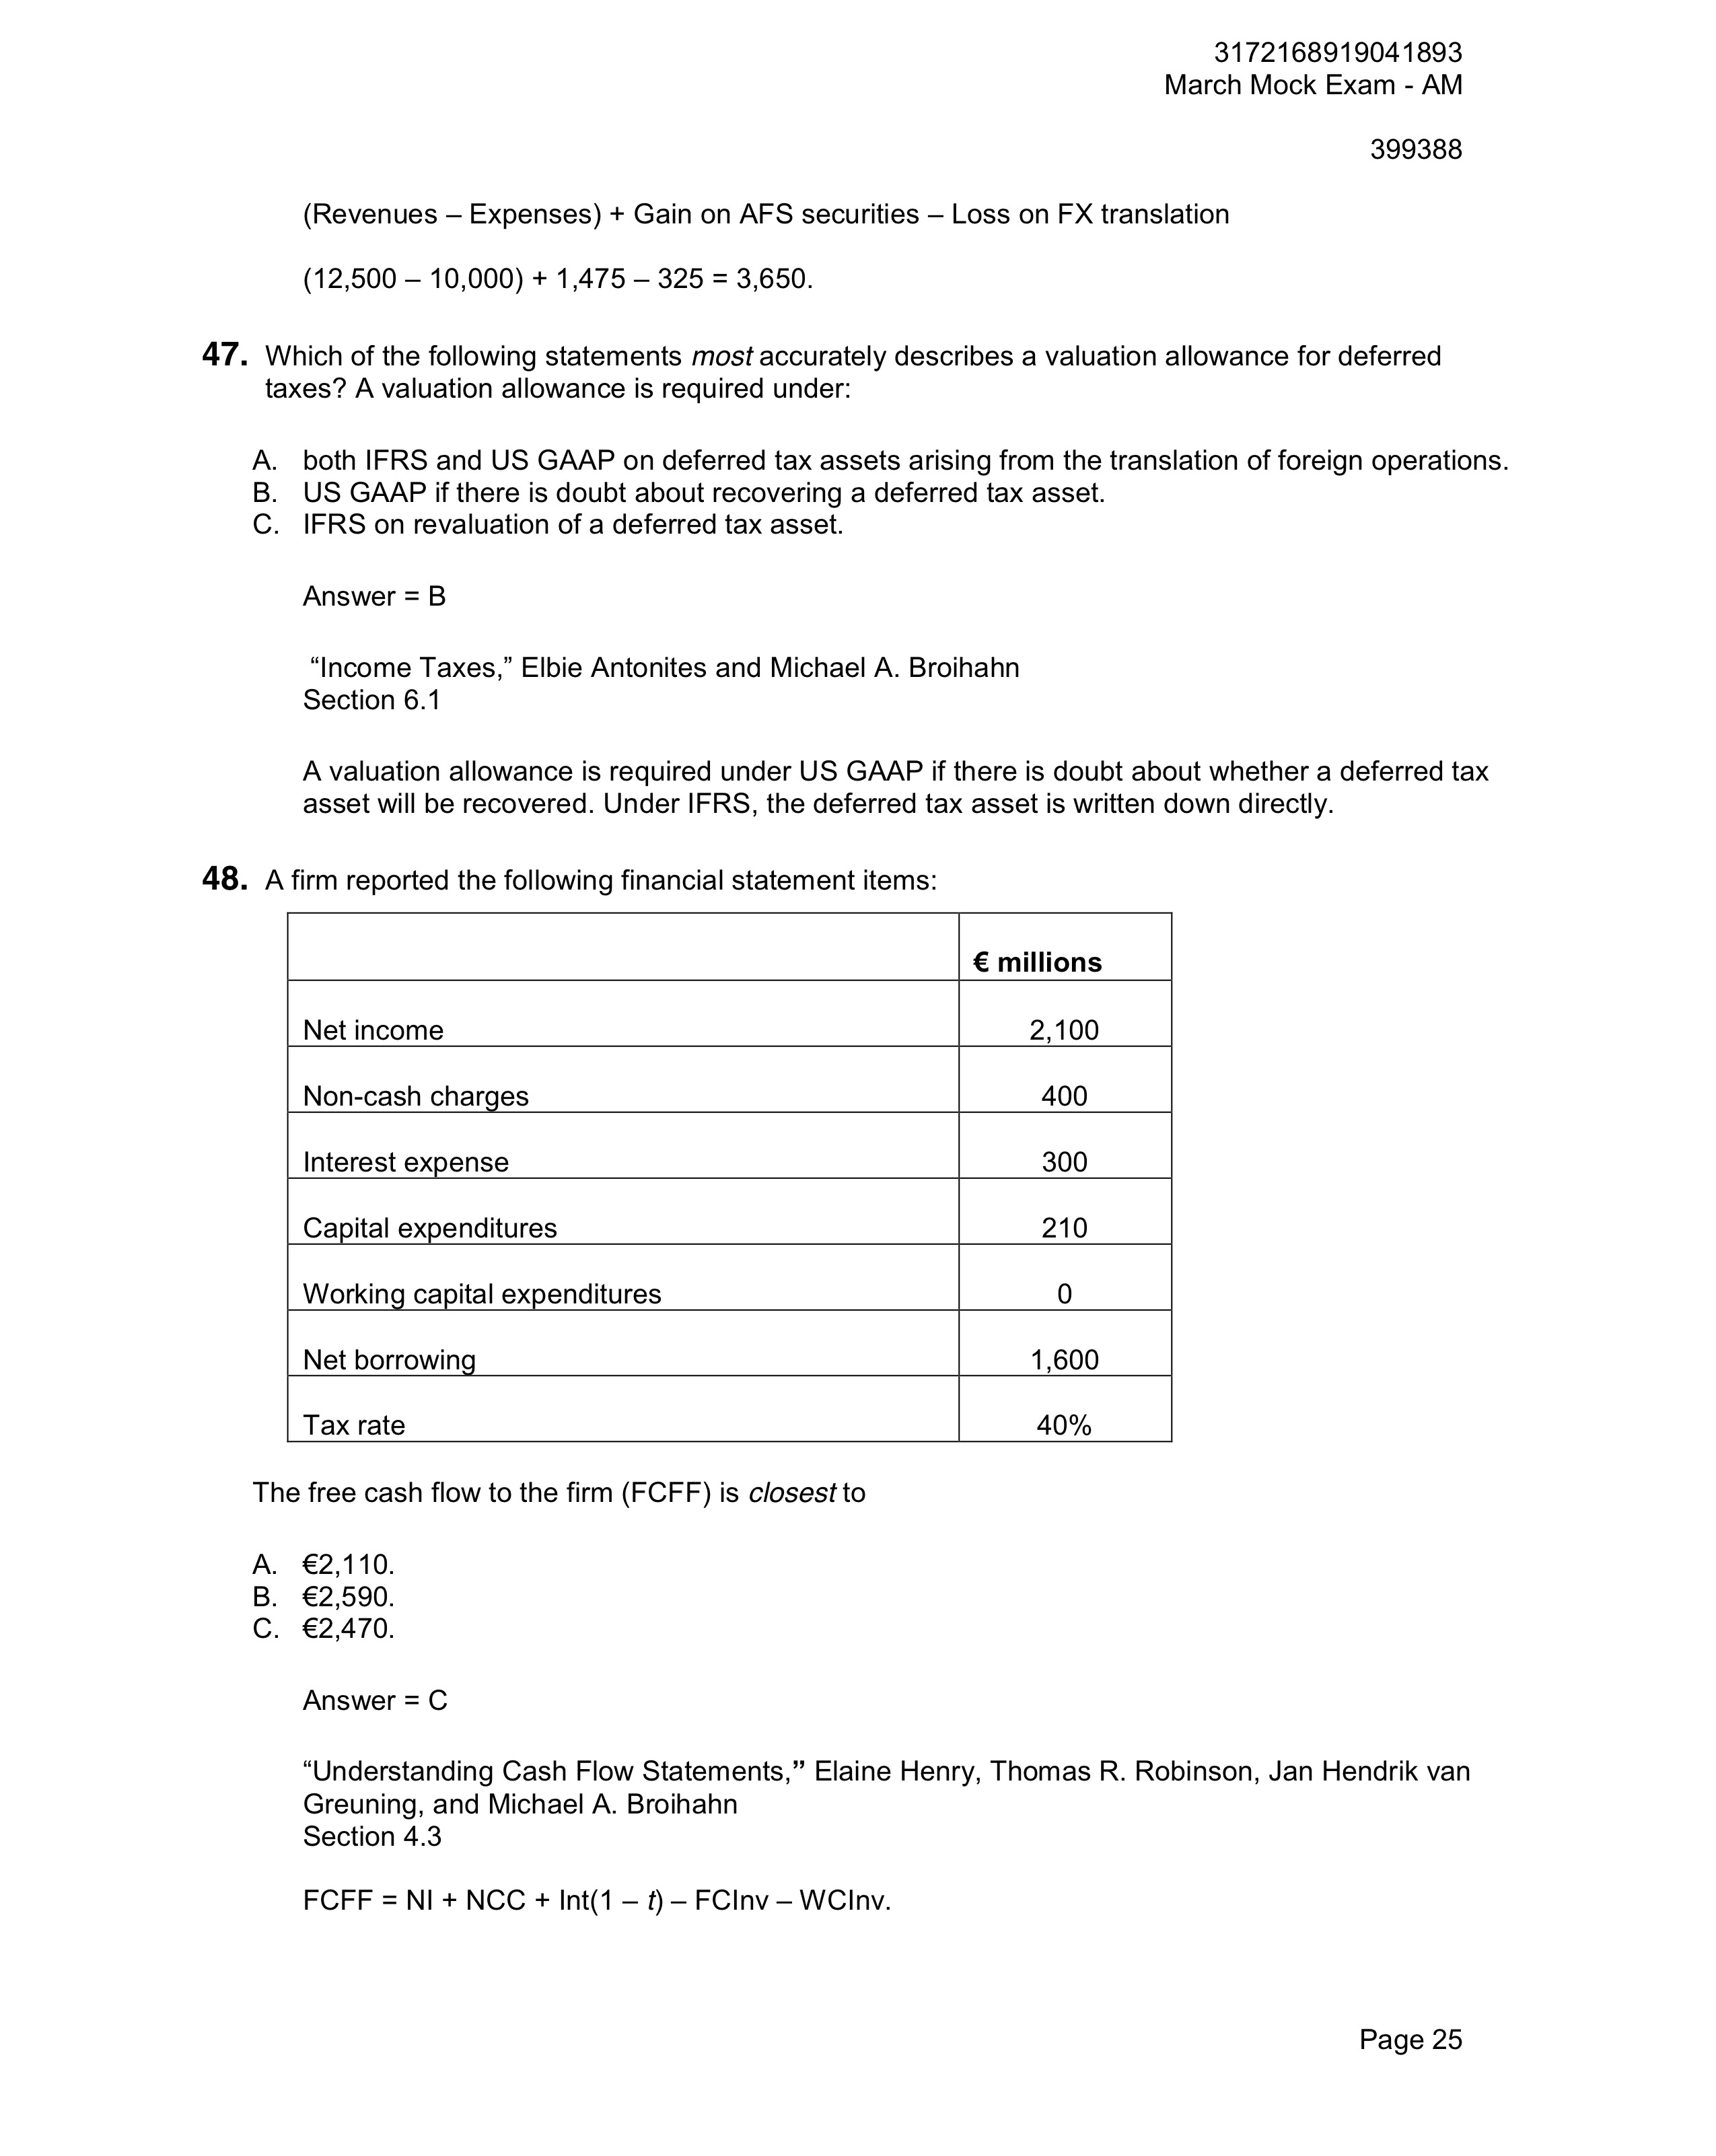 3172168919041893
March Mock Exam - AM
399388
(Revenues – Expenses) + Gain on AFS securities – Loss on FX translation
(12,500 – 10,000) + 1,475 – 325 = 3,650.
47. Which of the following statements most accurately describes a valuation allowance for deferred
taxes? A valuation allowance is required under:
A. both IFRS and US GAAP on deferred tax assets arising from the translation of foreign operations.
B. US GAAP if there is doubt about recovering a deferred tax asset.
C. IFRS on revaluation of a deferred tax asset.
Answer = B
“Income Taxes,” Elbie Antonites and Michael A. Broihahn
Section 6.1
A valuation allowance is required under US GAAP if there is doubt about whether a deferred tax
asset will be recovered. Under IFRS, the deferred tax asset is written down directly.
48. A firm reported the following financial statement items:
€ millions
Net income 2,100
Non-cash charges 400
Interest expense 300
Capital expenditures 210
Working capital expenditures 0
Net borrowing 1,600
Tax rate 40%
The free cash flow to the firm (FCFF) is closest to
A. €2,110.
B. €2,590.
C. €2,470.
Answer = C
“Understanding Cash Flow Statements,” Elaine Henry, Thomas R. Robinson, Jan Hendrik van
Greuning, and Michael A. Broihahn
Section 4.3
FCFF = NI + NCC + Int(1 – t) – FCInv – WCInv.
Page 25